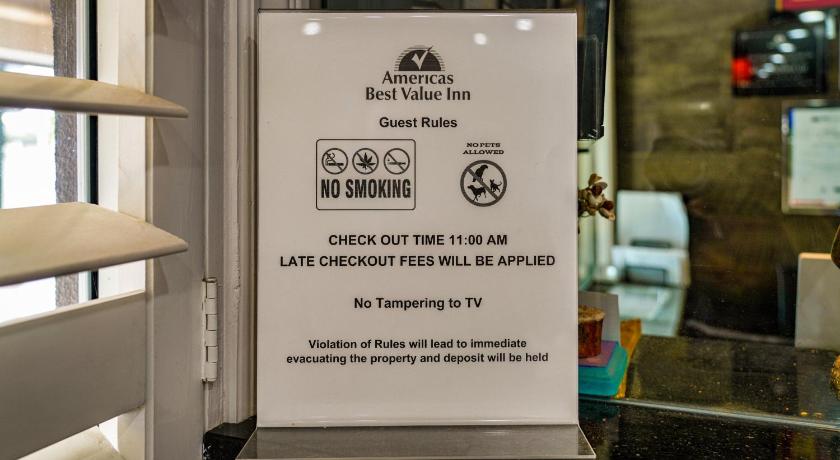 Americas
Best Value Inn
Guest Rules
NO PETS
ALLOWED
NO SMOKING
CHECK OUT TIME 11:00 AM
LATE CHECKOUT FEES WILL BE APPLIED
No Tampering to TV
Violation of Rules will lead to immediate
evacuating the property and deposit will be held